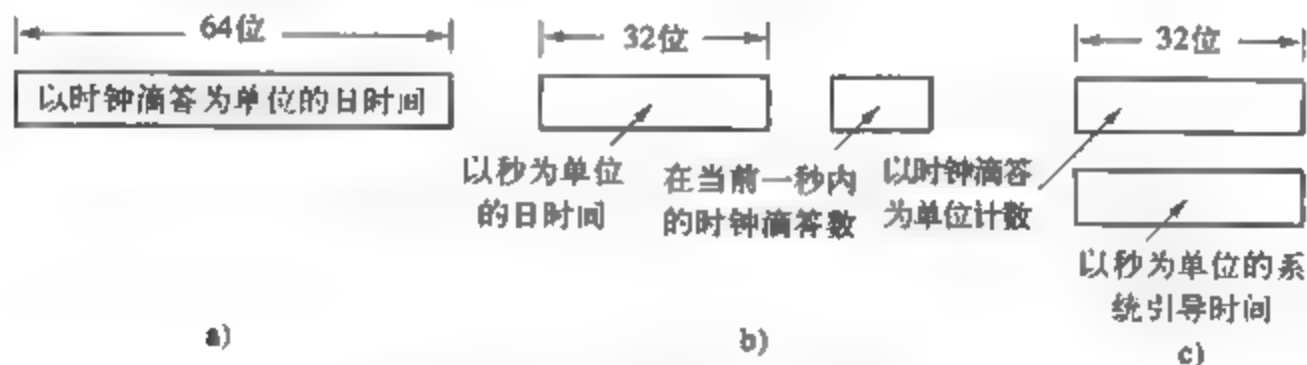 64位
以时钟滴答为单位的日时间
a)
32位
以秒为单位
的日时间
在当前一秒内
的时钟滴答数
b)
32位
以时钟滴答
为单位计数
以秒为单位的系
统引导时间
c)